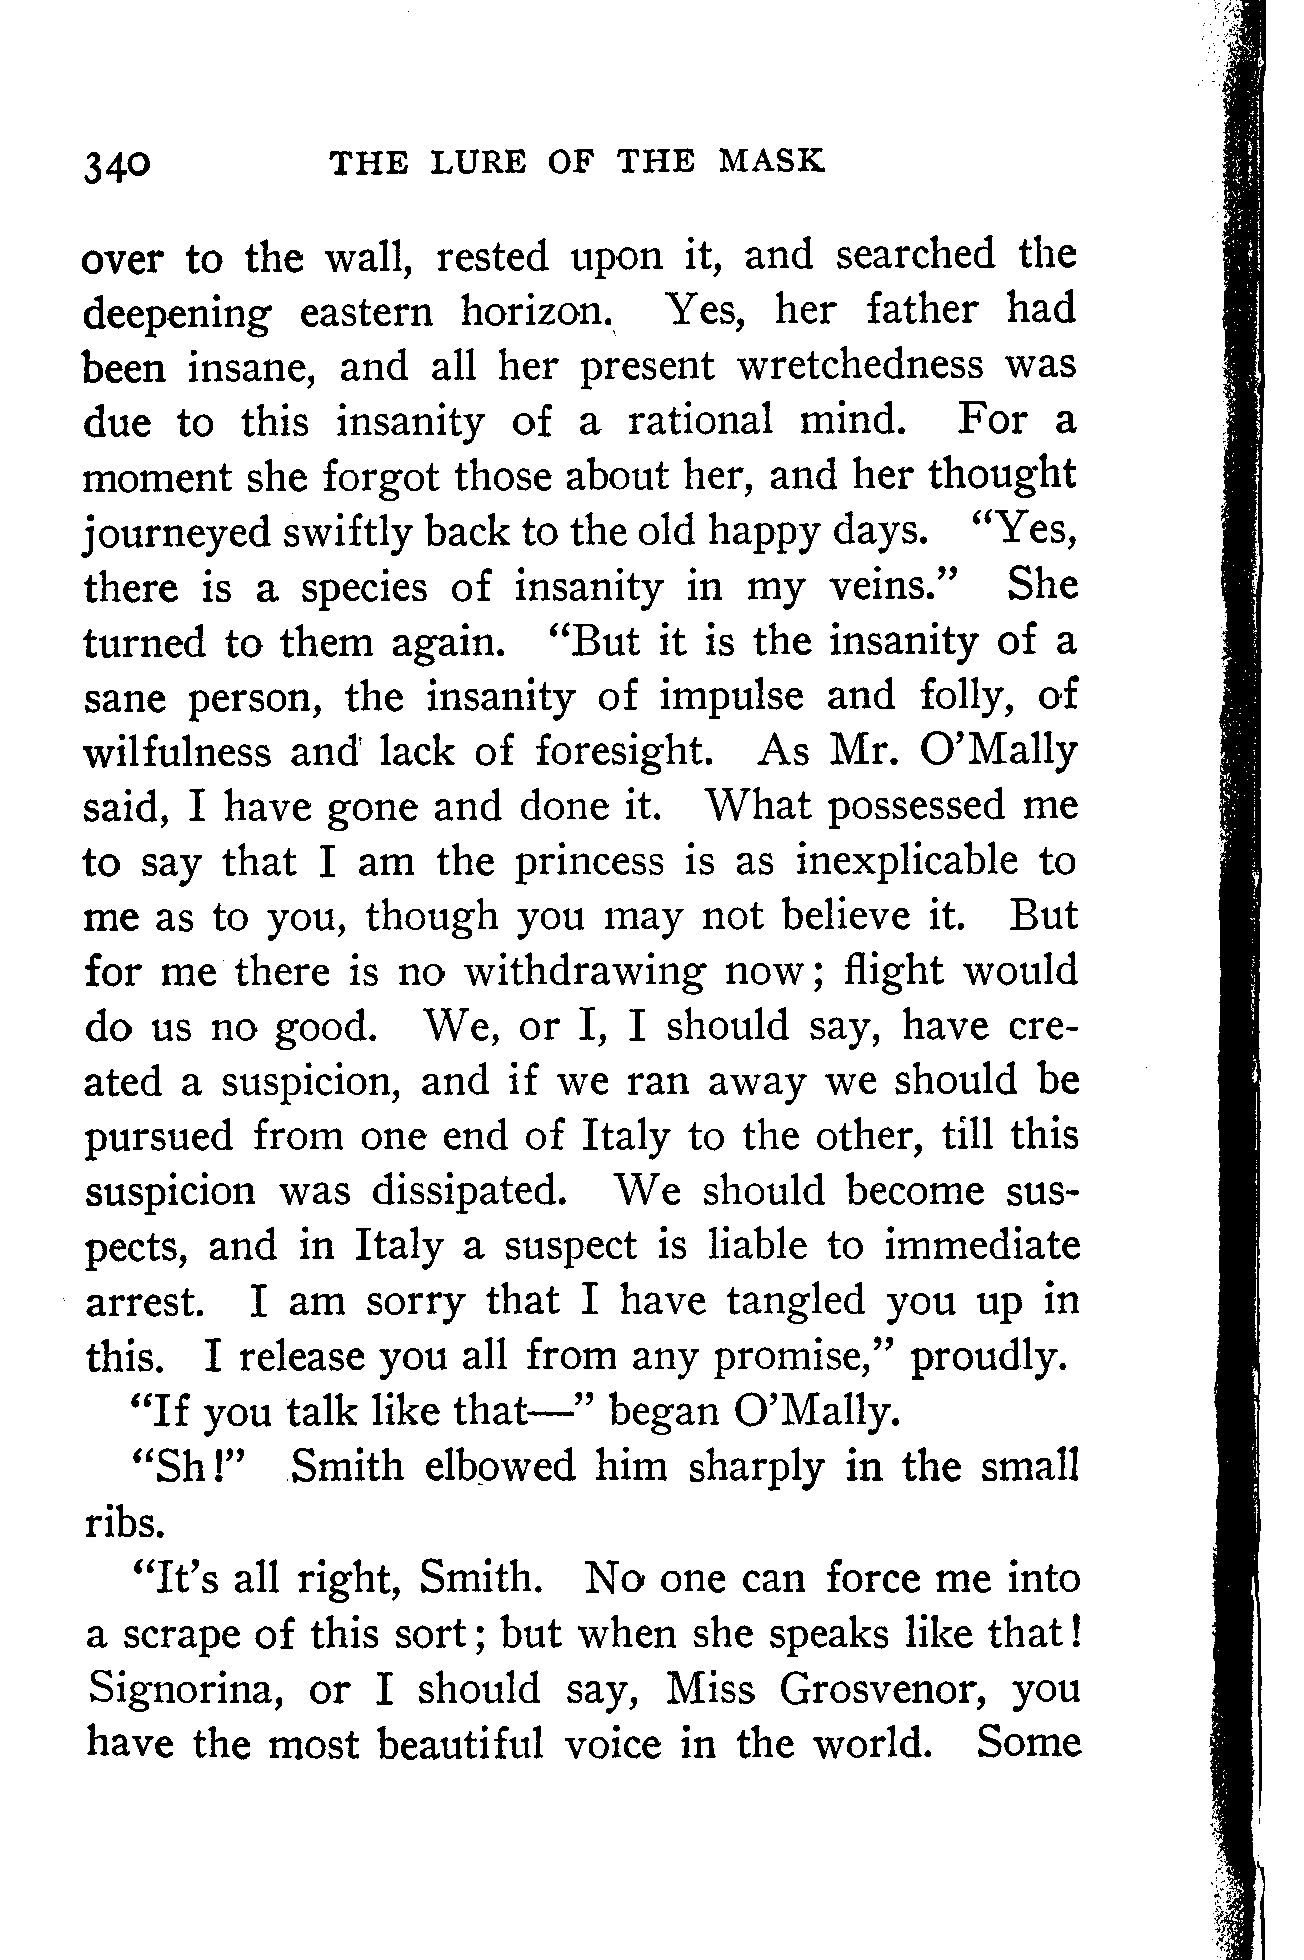 340 THE LURE OF THE MASK
over to the wall, rested upon it, and searched the
deepening eastern horizon. Yes, her father had
been insane, and all her present wretchedness was
due to this insanity of a rational mind. For a
moment she forgot those about her, and her thought
journeyed swiftly back to the old happy days. "Yes,
there is a species of insanity in my veins." She
turned to them again. "But it is the insanity of a
sane person, the insanity of impulse and folly, of
wilfulness and lack of foresight. As Mr. O'Mally
said, I have gone and done it. What possessed me
to say that I am the princess is as inexplicable to
me as to you, though you may not believe it. But
for me there is no withdrawing now; flight would
do us no good. We, or I, I should say, have cre-
ated a suspicion, and if we ran away we should be
pursued from one end of Italy to the other, till this
suspicion was dissipated. We should become sus-
pects, and in Italy a suspect is liable to immediate
arrest. I am sorry that I have tangled you up in
this. I release you all from any promise," proudly.
"If you talk like that—" began O'Mally.
"Sh!" Smith elbowed him sharply in the small
ribs.
"It's all right, Smith. No one can force me into
a scrape of this sort; but when she speaks like that!
Signorina, or I should say, Miss Grosvenor, you
have the most beautiful voice in the world. Some